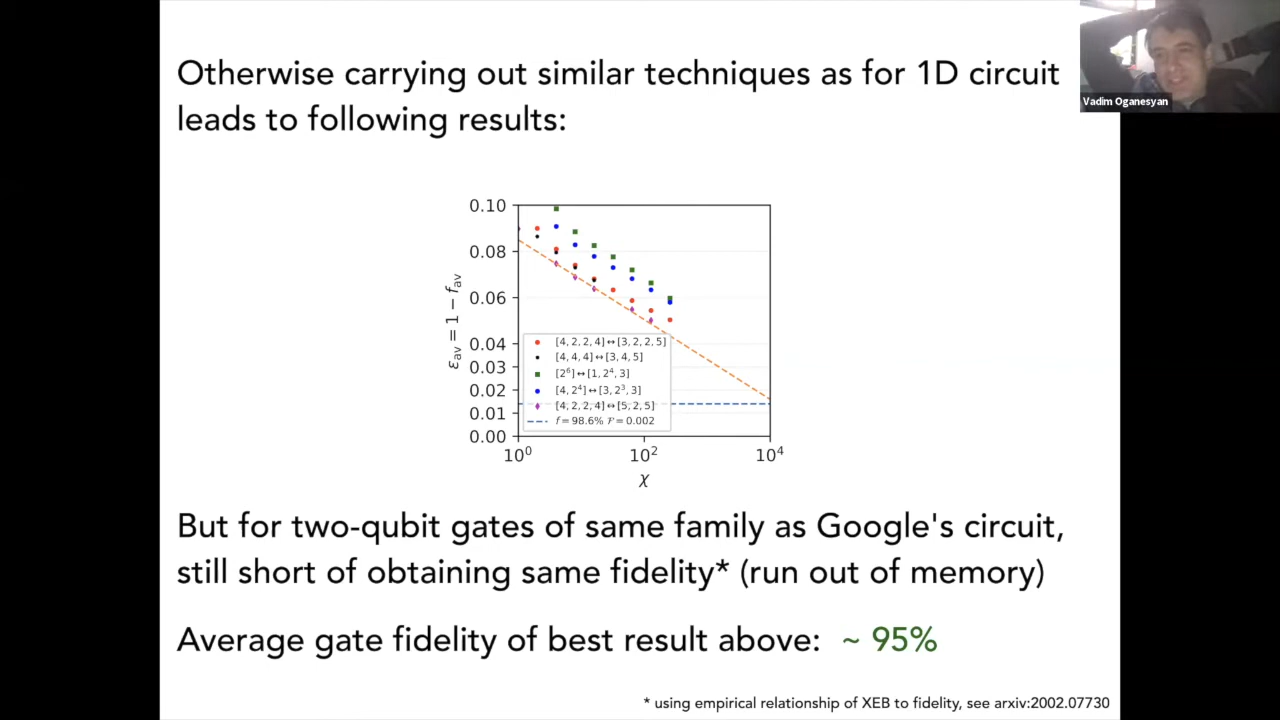 Otherwise carrying out similar techniques as for 1D circuit
leads to following results:
Vadim Oganesyan
0.10
0.08
0.06
0.04
0.03
0.02
0.01
0.00
ε_av = 1 − f_av
[4, 2, 2, 4]↔[3, 2, 2, 5]
[4, 4, 4]↔[3, 4, 5]
[2⁶]↔[1, 2⁴, 3]
[4, 2⁴]↔[3, 2³, 3]
[4, 2, 2, 4]↔[5, 2, 5]
f = 98.6% ℱ = 0.002
10⁰ 10² 10⁴
χ
But for two-qubit gates of same family as Google's circuit,
still short of obtaining same fidelity* (run out of memory)
Average gate fidelity of best result above: ~ 95%
* using empirical relationship of XEB to fidelity, see arxiv:2002.07730